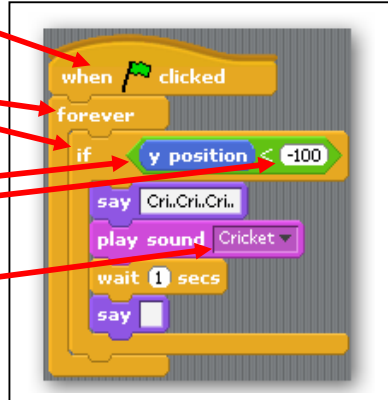 when clicked
forever
if y position < -100
say Cri..Cri..Cri..
play sound Cricket
wait 1 secs
say